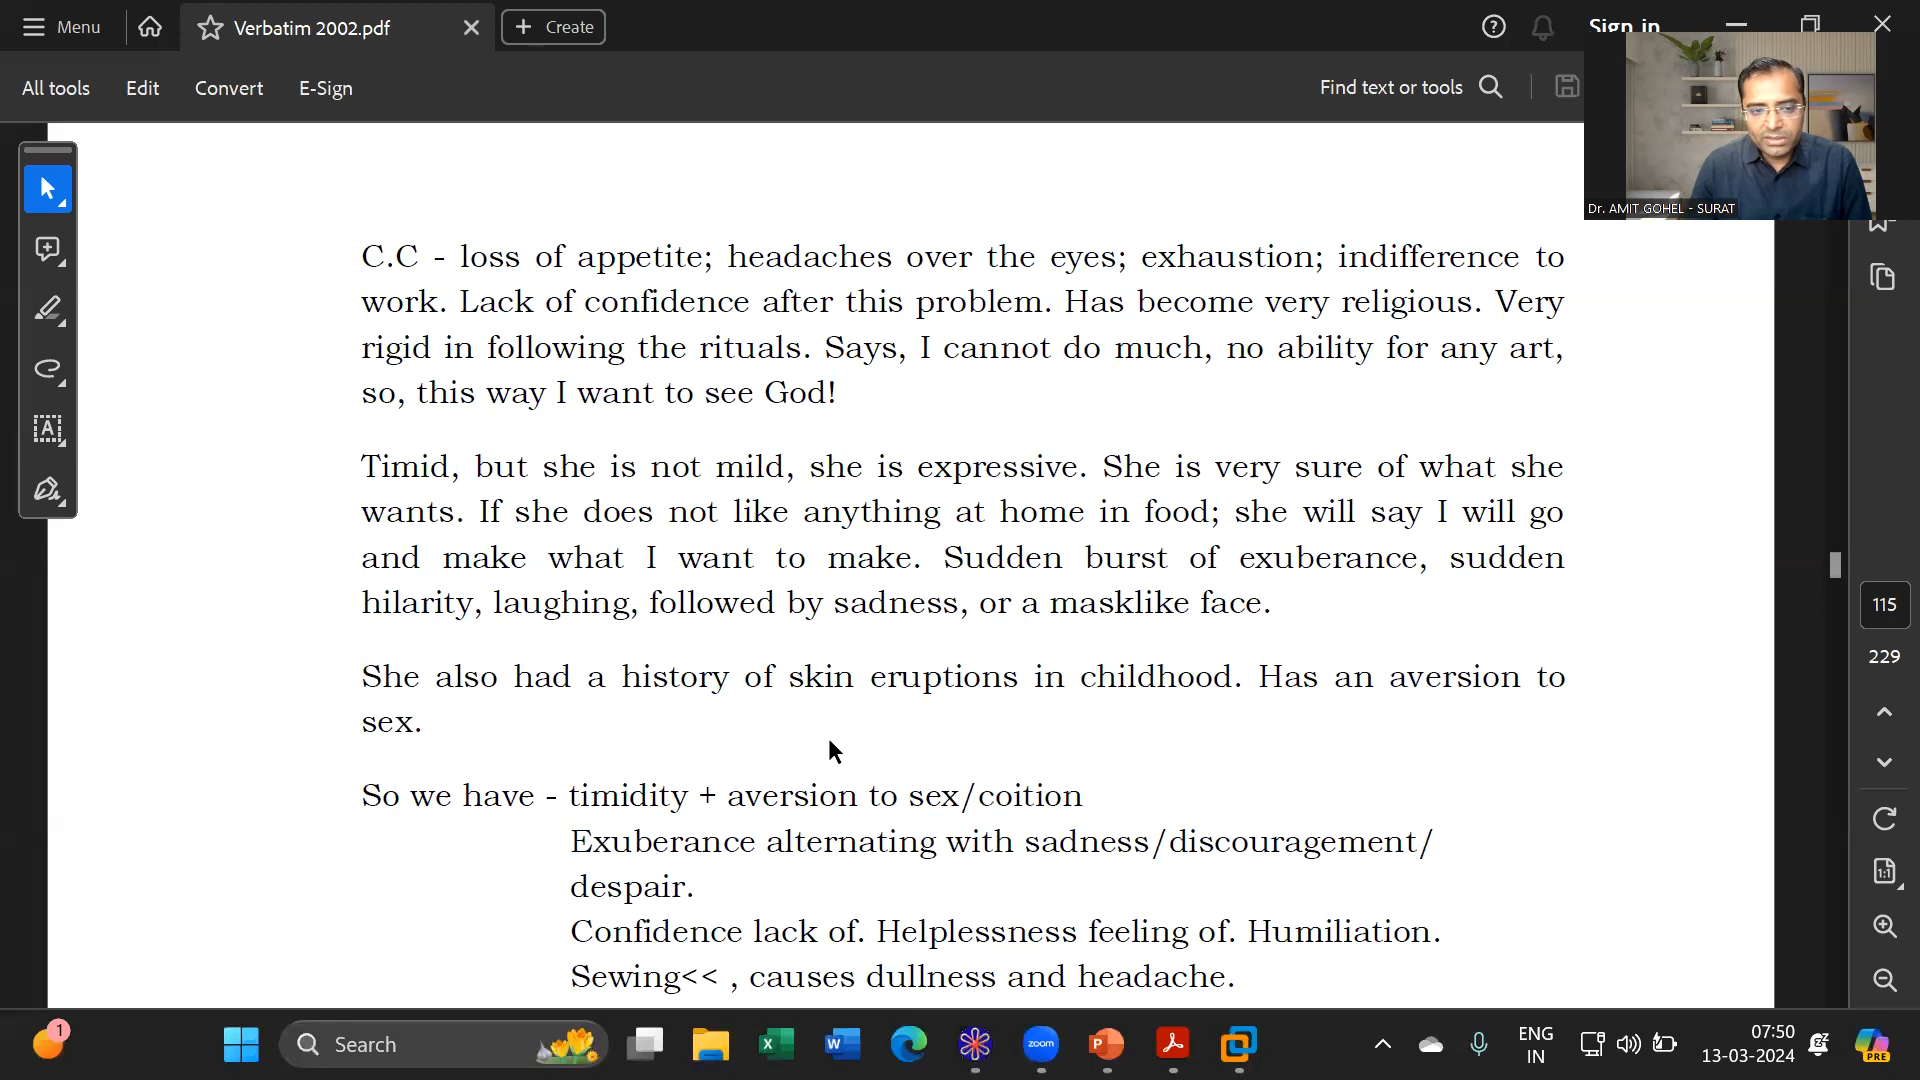 Menu
Verbatim 2002.pdf
Create
Sign in
All tools
Edit
Convert
E-Sign
Find text or tools
Dr. AMIT GOHEL - SURAT
C.C - loss of appetite; headaches over the eyes; exhaustion; indifference to
work. Lack of confidence after this problem. Has become very religious. Very
rigid in following the rituals. Says, I cannot do much, no ability for any art,
so, this way I want to see God!
Timid, but she is not mild, she is expressive. She is very sure of what she
wants. If she does not like anything at home in food; she will say I will go
and make what I want to make. Sudden burst of exuberance, sudden
hilarity, laughing, followed by sadness, or a masklike face.
She also had a history of skin eruptions in childhood. Has an aversion to
sex.
So we have - timidity + aversion to sex/coition
Exuberance alternating with sadness/discouragement/
despair.
Confidence lack of. Helplessness feeling of. Humiliation.
Sewing<< , causes dullness and headache.
115
229
1:1
1
Search
zoom
ENG
IN
07:50
13-03-2024
PRE